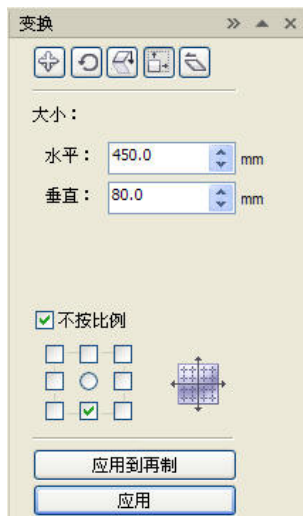 变换
大小：
水平： 450.0 mm
垂直： 80.0 mm
不按比例
应用到再制
应用